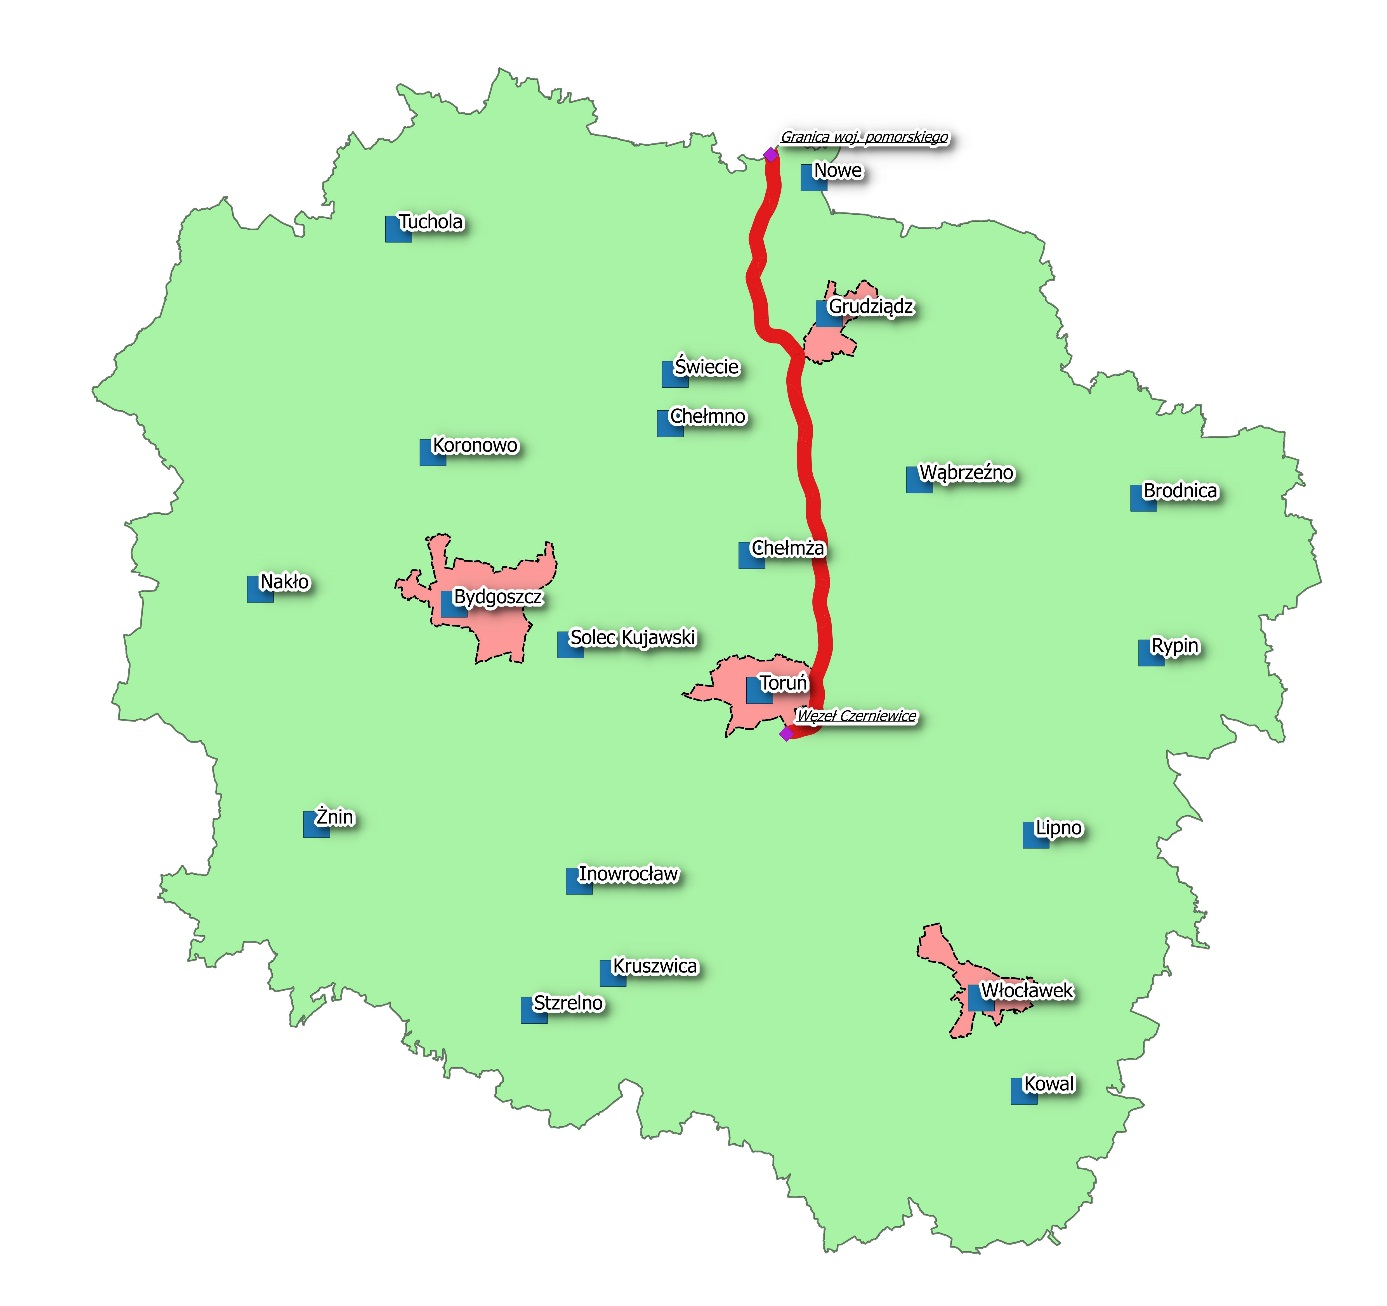 Granica woj. pomorskiego
Nowe
Tuchola
Grudziądz
Świecie
Chełmno
Koronowo
Wąbrzeźno
Brodnica
Chełmża
Nakło
Bydgoszcz
Solec Kujawski
Rypin
Toruń
Węzeł Czerniewice
Żnin
Lipno
Inowrocław
Kruszwica
Stzrelno
Włocławek
Kowal